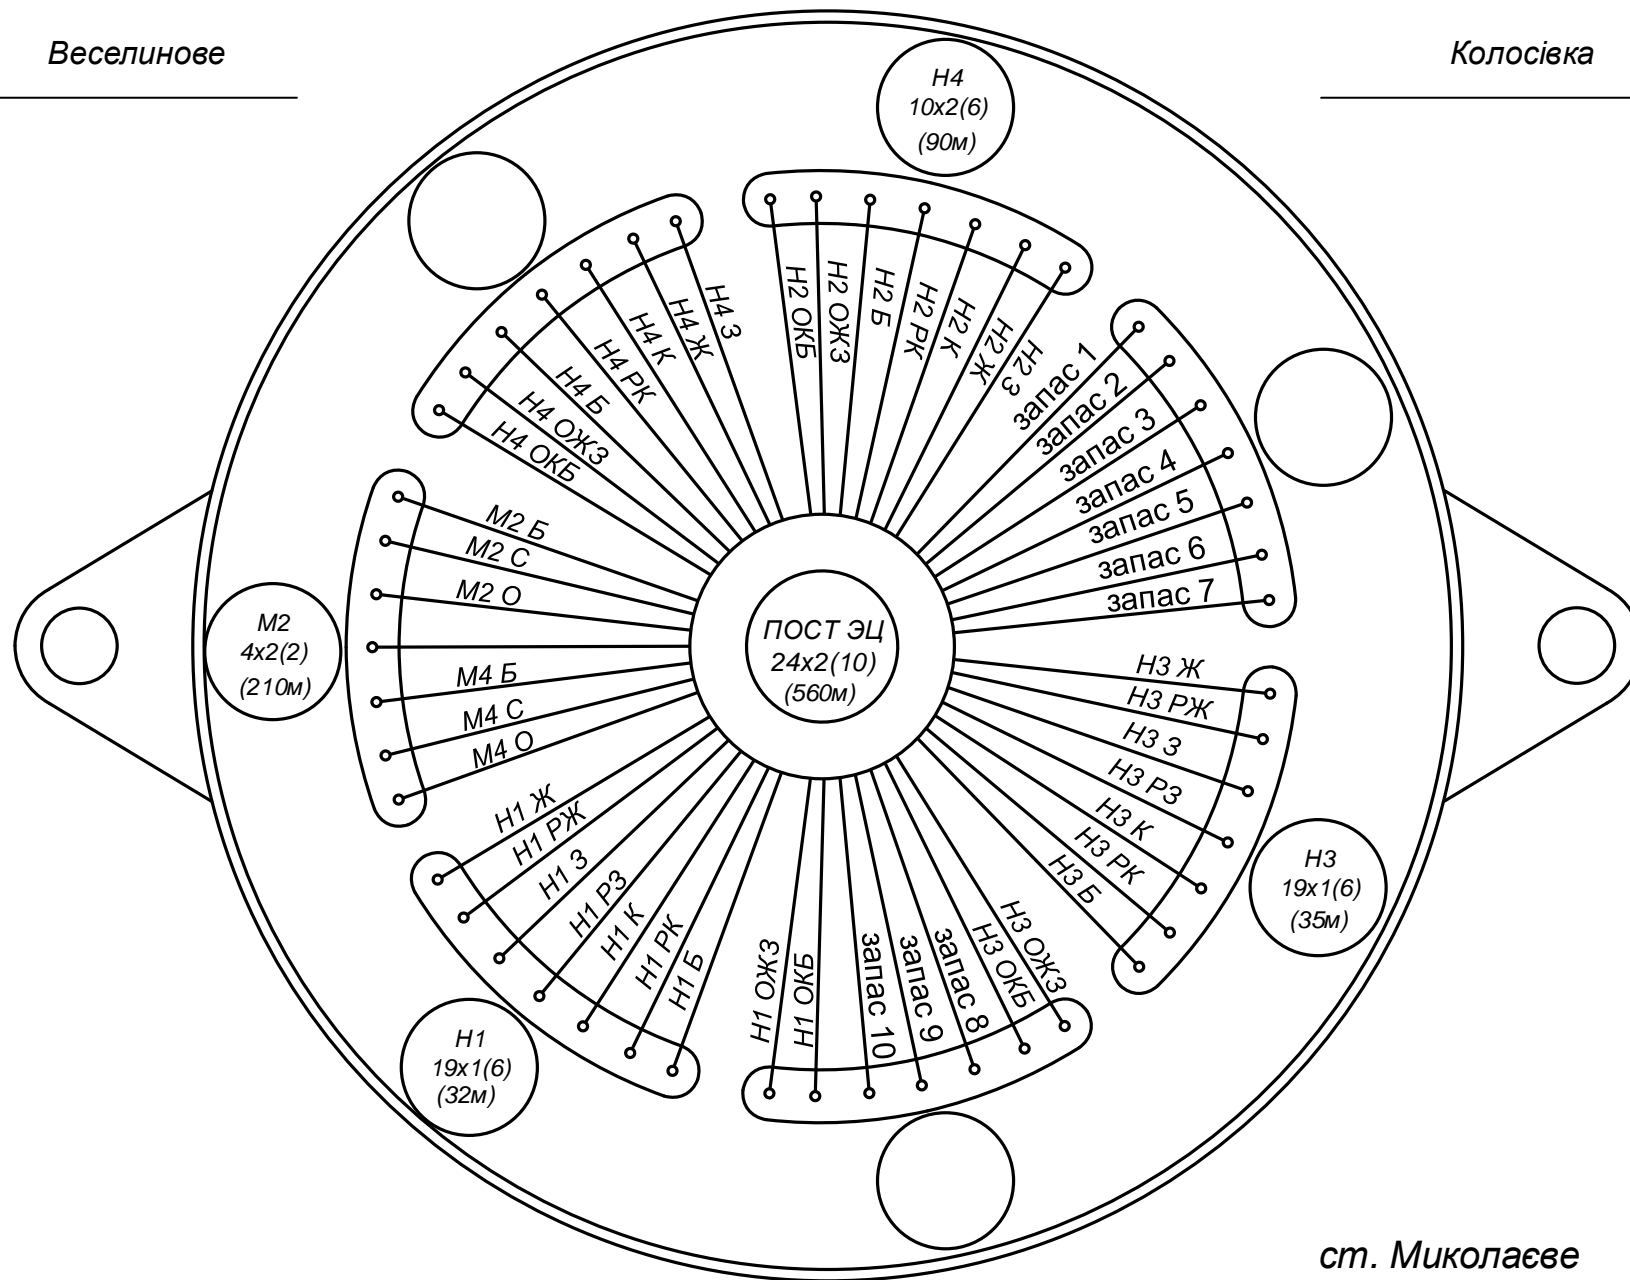 Веселинове
Колосівка
Н4
10х2(6)
(90м)
Н4 ОКБ
Н4 ОЖЗ
Н4 Б
Н4 РК
Н4 К
Н4 Ж
Н4 З
Н2 ОКБ
Н2 ОЖЗ
Н2 Б
Н2 РК
Н2 К
Н2 Ж
Н2 З
запас 1
запас 2
запас 3
запас 4
запас 5
запас 6
запас 7
М2
4х2(2)
(210м)
М2 Б
М2 С
М2 О
М4 Б
М4 С
М4 О
ПОСТ ЭЦ
24х2(10)
(560м)
Н3 Ж
Н3 РЖ
Н3 З
Н3 РЗ
Н3 К
Н3 РК
Н3 Б
Н3
19х1(6)
(35м)
Н1 Ж
Н1 РЖ
Н1 З
Н1 РЗ
Н1 К
Н1 РК
Н1 Б
Н1 ОЖЗ
Н1 ОКБ
запас 10
запас 9
запас 8
Н3 ОКБ
Н3 ОЖЗ
Н1
19х1(6)
(32м)
ст. Миколаєве